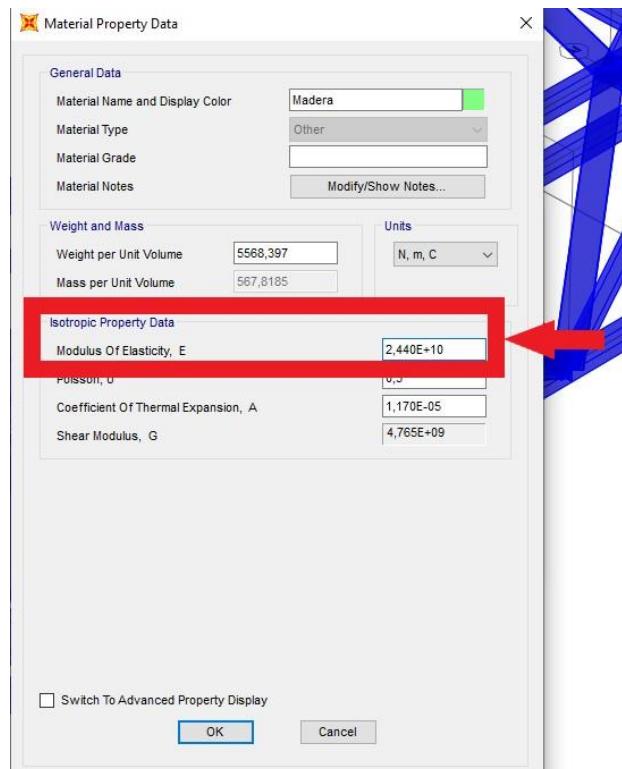 Material Property Data
General Data
Material Name and Display Color Madera
Material Type Other
Material Grade
Material Notes Modify/Show Notes...
Weight and Mass Units
Weight per Unit Volume 5568,397 N, m, C
Mass per Unit Volume 567,8185
Isotropic Property Data
Modulus Of Elasticity, E 2,440E+10
Poisson, U 0,3
Coefficient Of Thermal Expansion, A 1,170E-05
Shear Modulus, G 4,765E+09
Switch To Advanced Property Display
OK Cancel